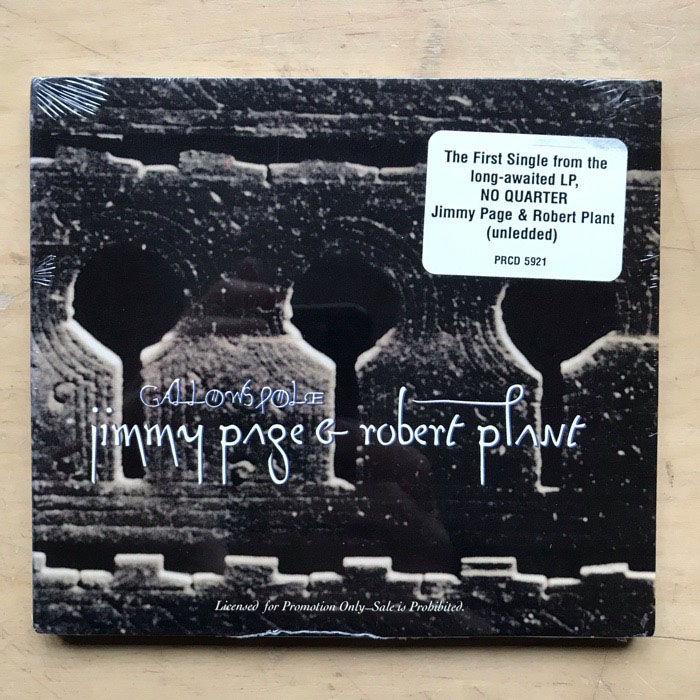 The First Single from the
long-awaited LP,
NO QUARTER
Jimmy Page & Robert Plant
(unledded)
PRCD 5921
GALLOWS POLE
jimmy page & robert plant
Licensed for Promotion Only–Sale is Prohibited.